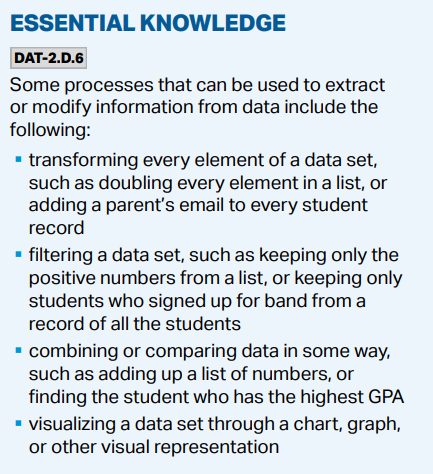 ESSENTIAL KNOWLEDGE
DAT-2.D.6
Some processes that can be used to extract
or modify information from data include the
following:
▪ transforming every element of a data set,
such as doubling every element in a list, or
adding a parent's email to every student
record
▪ filtering a data set, such as keeping only the
positive numbers from a list, or keeping only
students who signed up for band from a
record of all the students
▪ combining or comparing data in some way,
such as adding up a list of numbers, or
finding the student who has the highest GPA
▪ visualizing a data set through a chart, graph,
or other visual representation